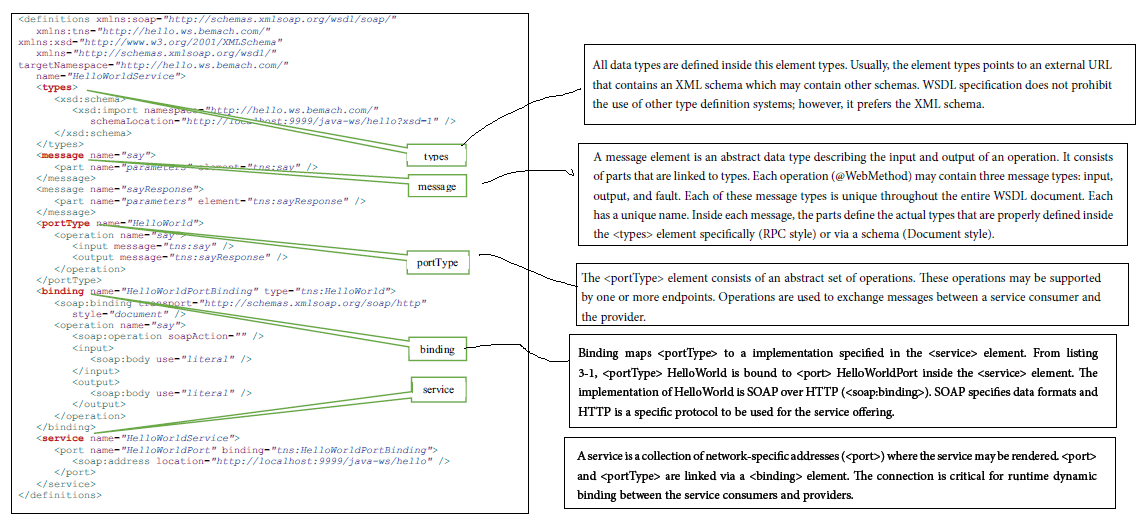 <definitions xmlns:soap="http://schemas.xmlsoap.org/wsdl/soap/"
xmlns:tns="http://hello.ws.bemach.com/"
xmlns:xsd="http://www.w3.org/2001/XMLSchema"
xmlns="http://schemas.xmlsoap.org/wsdl/"
targetNamespace="http://hello.ws.bemach.com/"
name="HelloWorldService">
<types>
<xsd:schema>
<xsd:import namespace="http://hello.ws.bemach.com/"
schemaLocation="http://localhost:9999/java-ws/hello?xsd=1" />
</xsd:schema>
</types>
<message name="say">
<part name="parameters" element="tns:say" />
</message>
<message name="sayResponse">
<part name="parameters" element="tns:sayResponse" />
</message>
<portType name="HelloWorld">
<operation name="say">
<input message="tns:say" />
<output message="tns:sayResponse" />
</operation>
</portType>
<binding name="HelloWorldPortBinding" type="tns:HelloWorld">
<soap:binding transport="http://schemas.xmlsoap.org/soap/http"
style="document" />
<operation name="say">
<soap:operation soapAction="" />
<input>
<soap:body use="literal" />
</input>
<output>
<soap:body use="literal" />
</output>
</operation>
</binding>
<service name="HelloWorldService">
<port name="HelloWorldPort" binding="tns:HelloWorldPortBinding">
<soap:address location="http://localhost:9999/java-ws/hello" />
</port>
</service>
</definitions>
types
message
portType
binding
service
All data types are defined inside this element types. Usually, the element types points to an external URL
that contains an XML schema which may contain other schemas. WSDL specification does not prohibit
the use of other type definition systems; however, it prefers the XML schema.
A message element is an abstract data type describing the input and output of an operation. It consists
of parts that are linked to types. Each operation (@WebMethod) may contain three message types: input,
output, and fault. Each of these message types is unique throughout the entire WSDL document. Each
has a unique name. Inside each message, the parts define the actual types that are properly defined inside
the <types> element specifically (RPC style) or via a schema (Document style).
The <portType> element consists of an abstract set of operations. These operations may be supported
by one or more endpoints. Operations are used to exchange messages between a service consumer and
the provider.
Binding maps <portType> to a implementation specified in the <service> element. From listing
3-1, <portType> HelloWorld is bound to <port> HelloWorldPort inside the <service> element. The
implementation of HelloWorld is SOAP over HTTP (<soap:binding>). SOAP specifies data formats and
HTTP is a specific protocol to be used for the service offering.
A service is a collection of network-specific addresses (<port>) where the service may be rendered. <port>
and <portType> are linked via a <binding> element. The connection is critical for runtime dynamic
binding between the service consumers and providers.